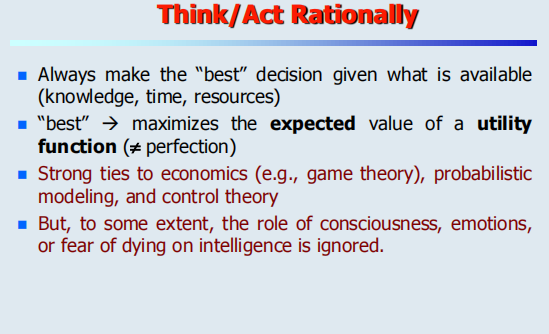 Think/Act Rationally
Always make the “best” decision given what is available
(knowledge, time, resources)
“best” → maximizes the expected value of a utility
function (≠ perfection)
Strong ties to economics (e.g., game theory), probabilistic
modeling, and control theory
But, to some extent, the role of consciousness, emotions,
or fear of dying on intelligence is ignored.